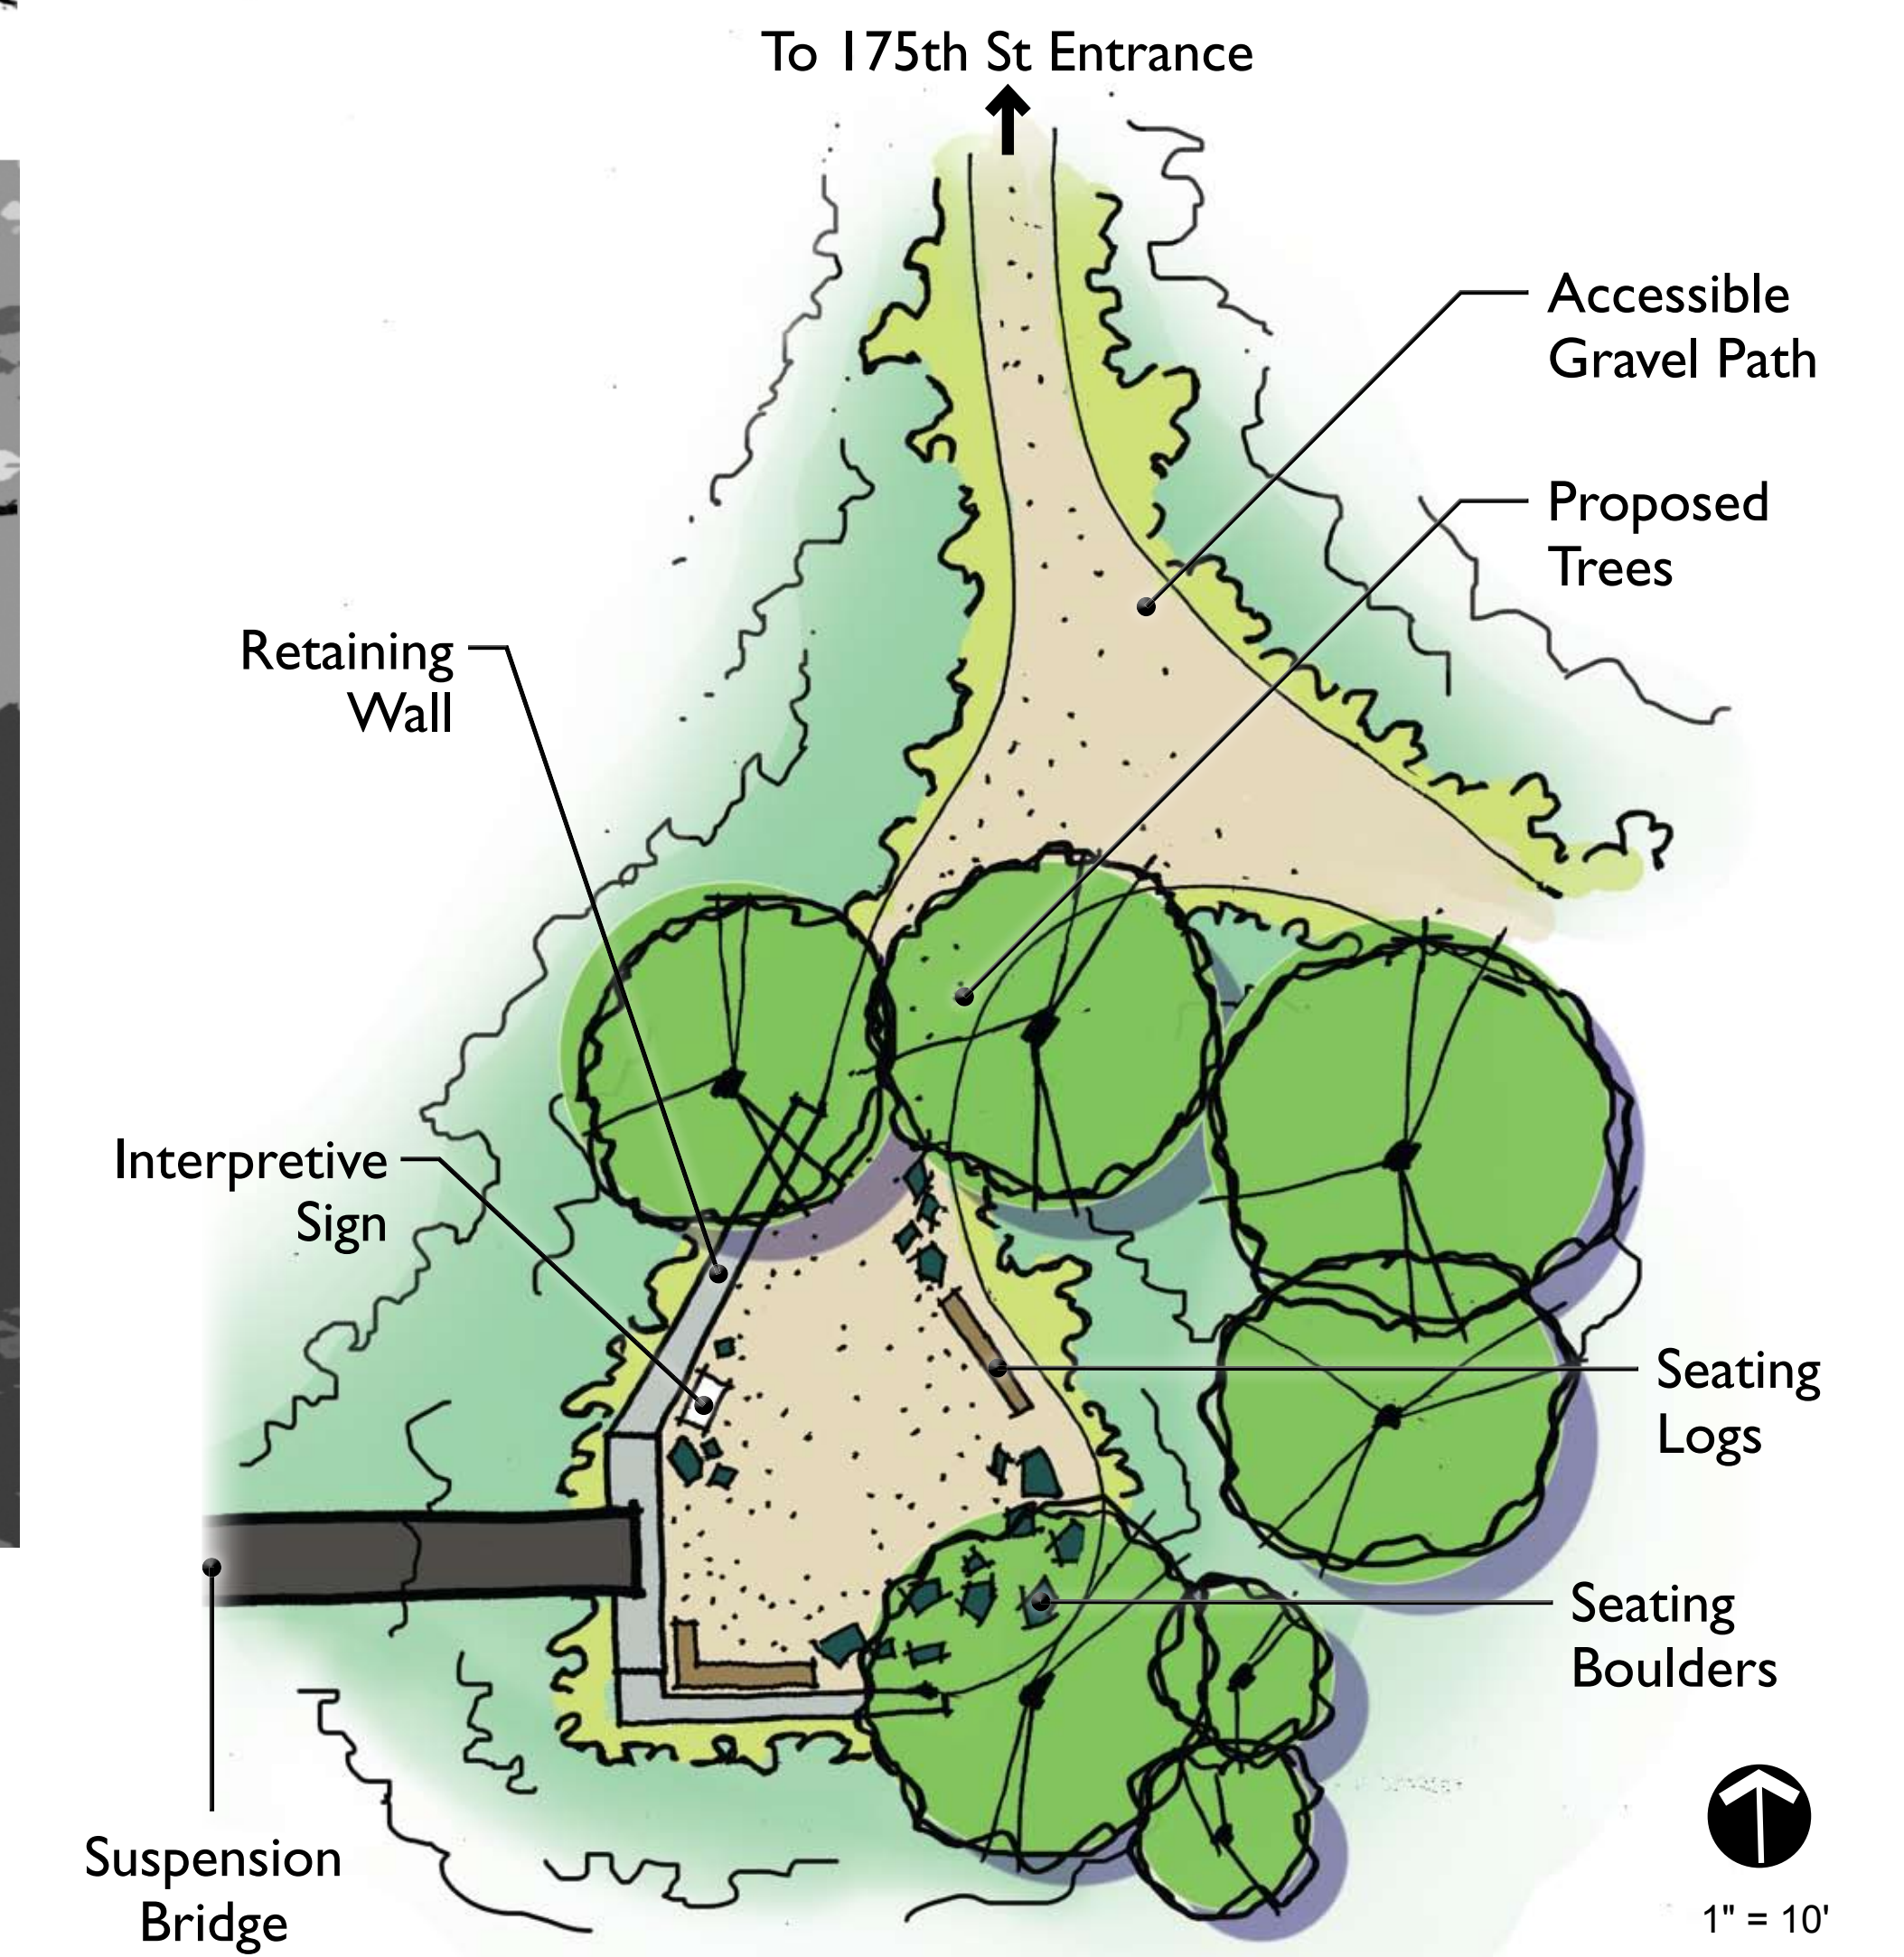 To 175th St Entrance
Accessible
Gravel Path
Proposed
Trees
Retaining
Wall
Interpretive
Sign
Seating
Logs
Seating
Boulders
Suspension
Bridge
1" = 10'